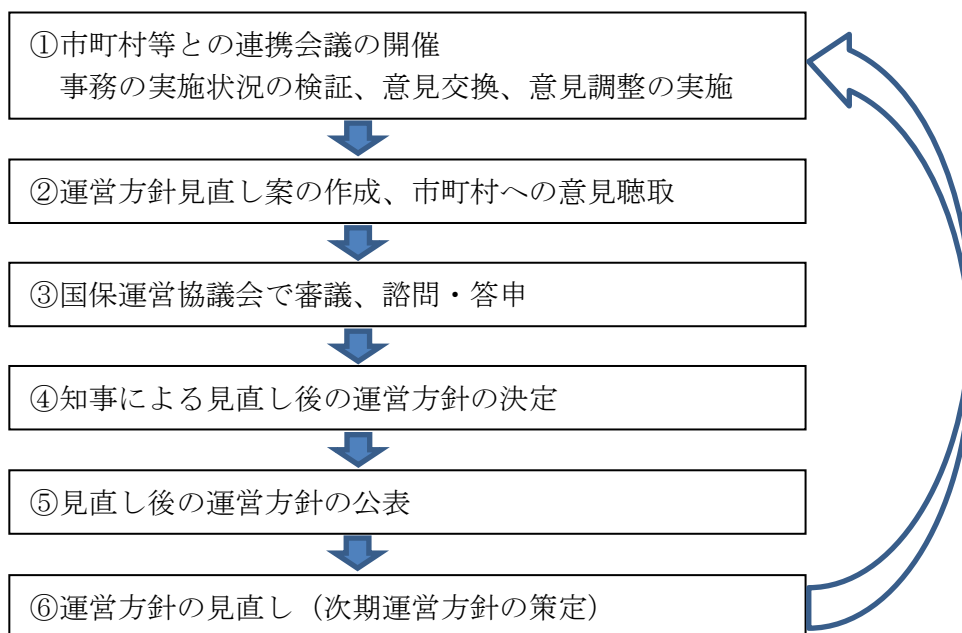 ①市町村等との連携会議の開催
事務の実施状況の検証、意見交換、意見調整の実施
②運営方針見直し案の作成、市町村への意見聴取
③国保運営協議会で審議、諮問・答申
④知事による見直し後の運営方針の決定
⑤見直し後の運営方針の公表
⑥運営方針の見直し（次期運営方針の策定）